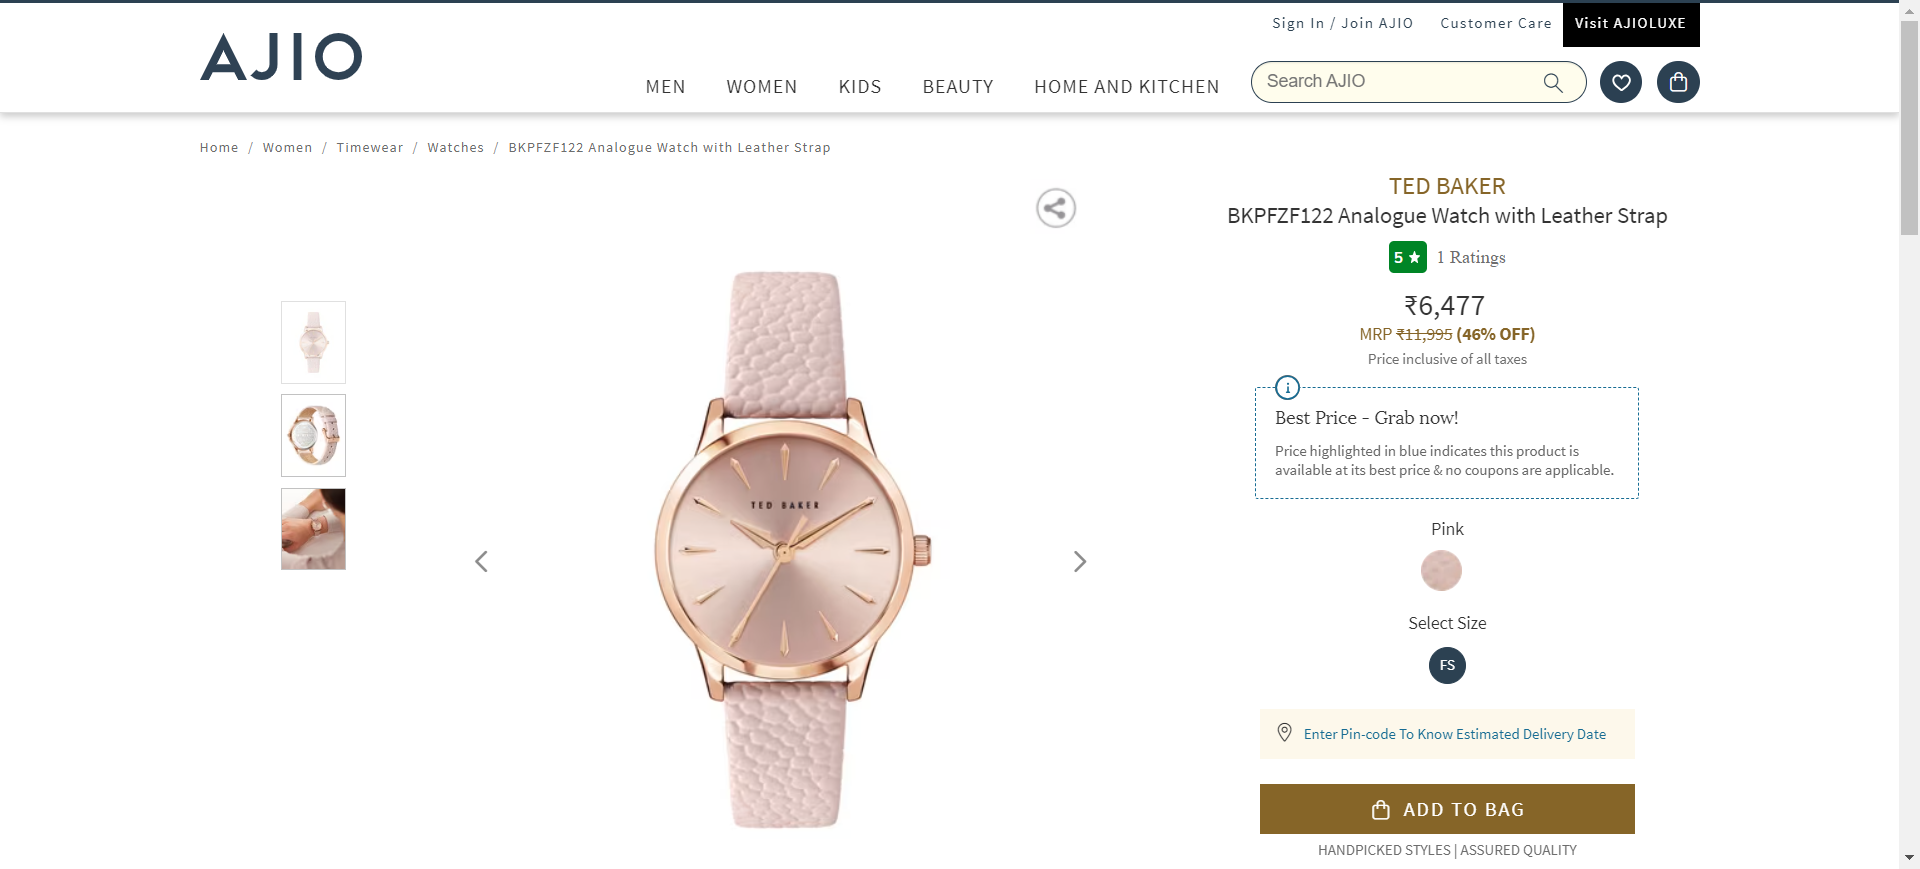 Sign In / Join AJIO
Customer Care
Visit AJIOLUXE
AJIO
MEN
WOMEN
KIDS
BEAUTY
HOME AND KITCHEN
Search AJIO
Home / Women / Timewear / Watches / BKPFZF122 Analogue Watch with Leather Strap
TED BAKER
TED BAKER
BKPFZF122 Analogue Watch with Leather Strap
5 ★ 1 Ratings
₹6,477
MRP ₹11,995 (46% OFF)
Price inclusive of all taxes
i
Best Price - Grab now!
Price highlighted in blue indicates this product is
available at its best price & no coupons are applicable.
Pink
Select Size
FS
Enter Pin-code To Know Estimated Delivery Date
ADD TO BAG
HANDPICKED STYLES | ASSURED QUALITY